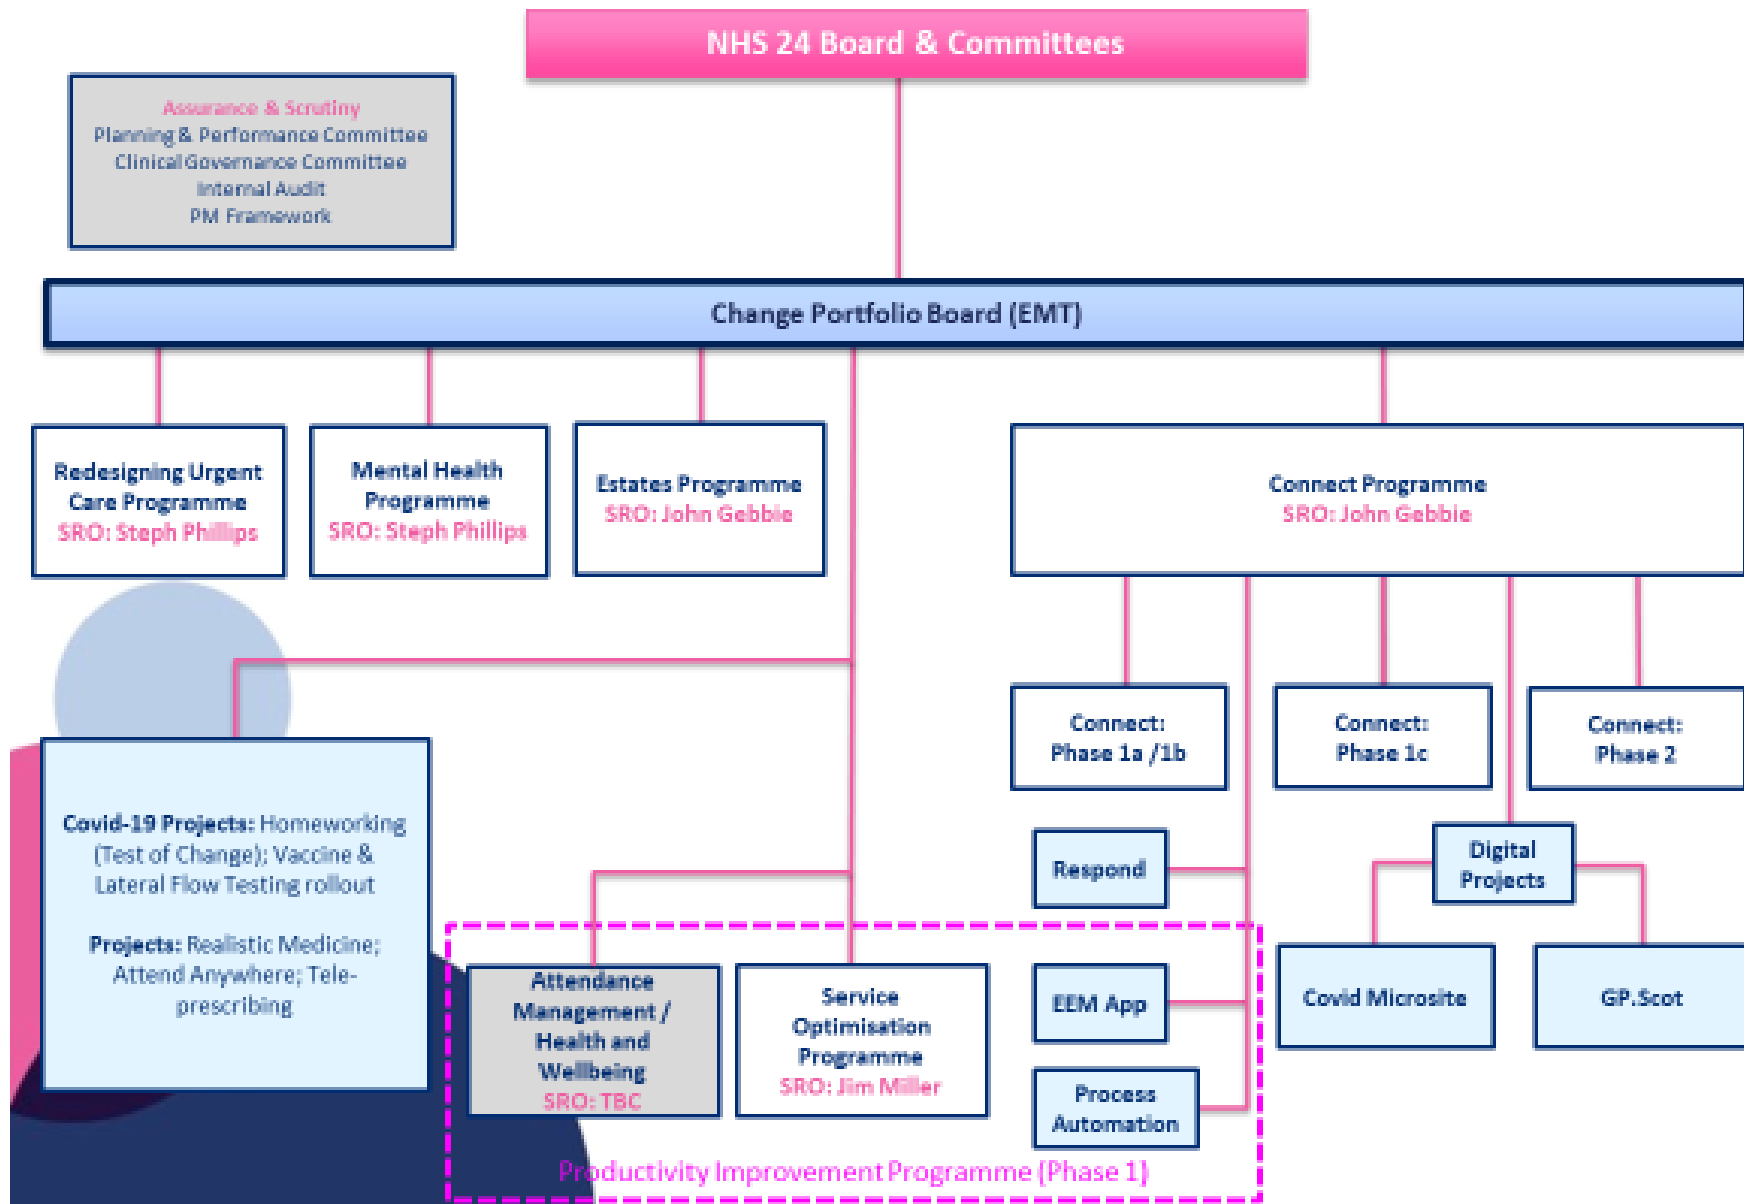 NHS 24 Board & Committees
Assurance & Scrutiny
Planning & Performance Committee
Clinical Governance Committee
Internal Audit
PM Framework
Change Portfolio Board (EMT)
Redesigning Urgent
Care Programme
SRO: Steph Phillips
Mental Health
Programme
SRO: Steph Phillips
Estates Programme
SRO: John Gebbie
Connect Programme
SRO: John Gebbie
Connect:
Phase 1a /1b
Connect:
Phase 1c
Connect:
Phase 2
Covid-19 Projects: Homeworking
(Test of Change); Vaccine &
Lateral Flow Testing rollout
Projects: Realistic Medicine;
Attend Anywhere; Tele-
prescribing
Respond
Digital
Projects
Attendance
Management /
Health and
Wellbeing
SRO: TBC
Service
Optimisation
Programme
SRO: Jim Miller
EEM App
Process
Automation
Covid Microsite
GP.Scot
Productivity Improvement Programme (Phase 1)